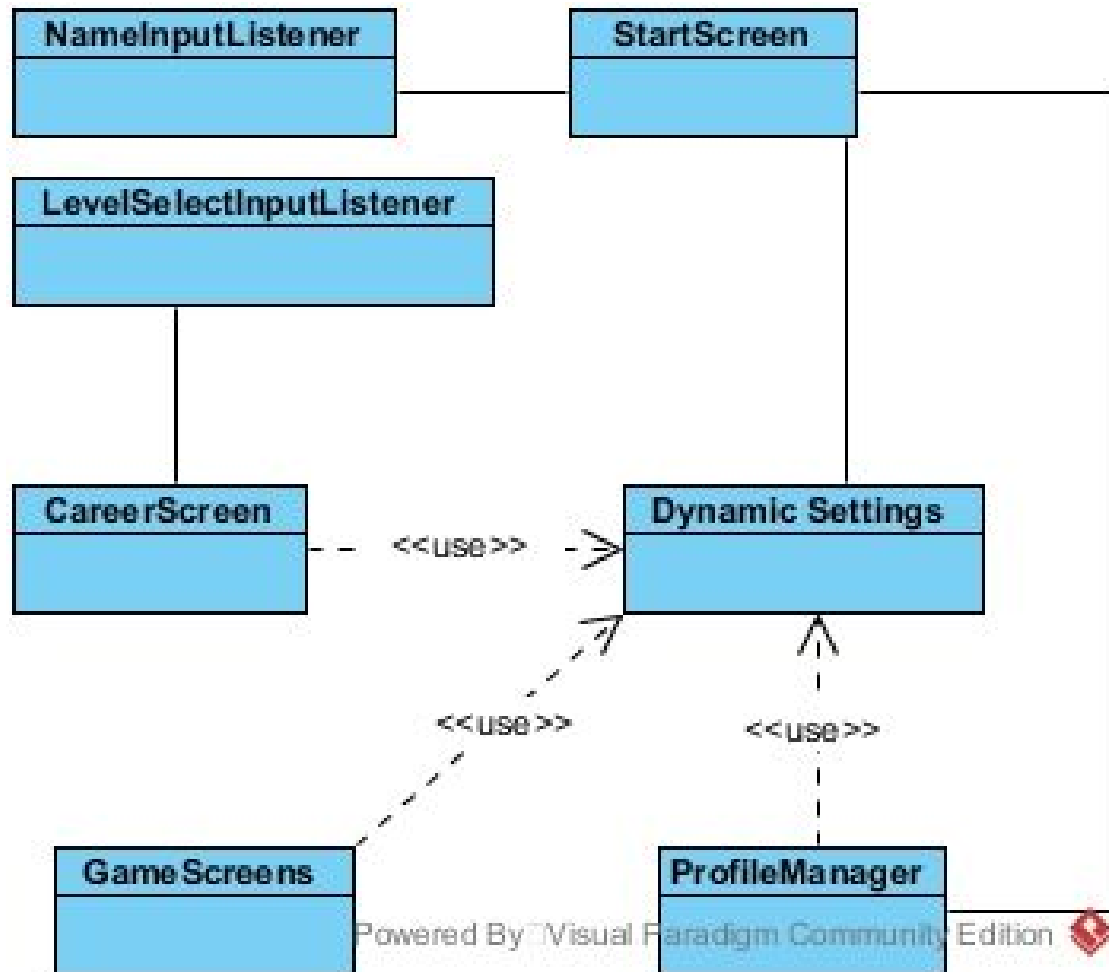 NameInputListener
StartScreen
LevelSelectInputListener
CareerScreen
Dynamic Settings
<<use>>
<<use>>
<<use>>
GameScreens
ProfileManager
Powered By Visual Paradigm Community Edition